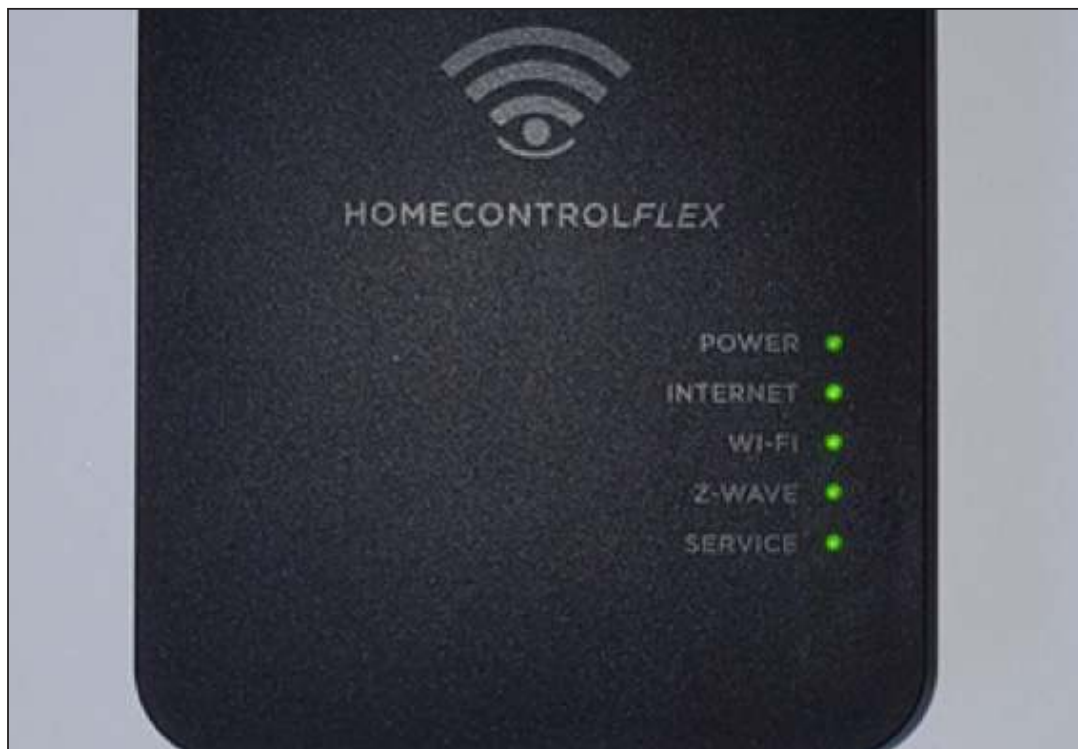 HOMECONTROLFLEX
POWER
INTERNET
WI-FI
Z-WAVE
SERVICE